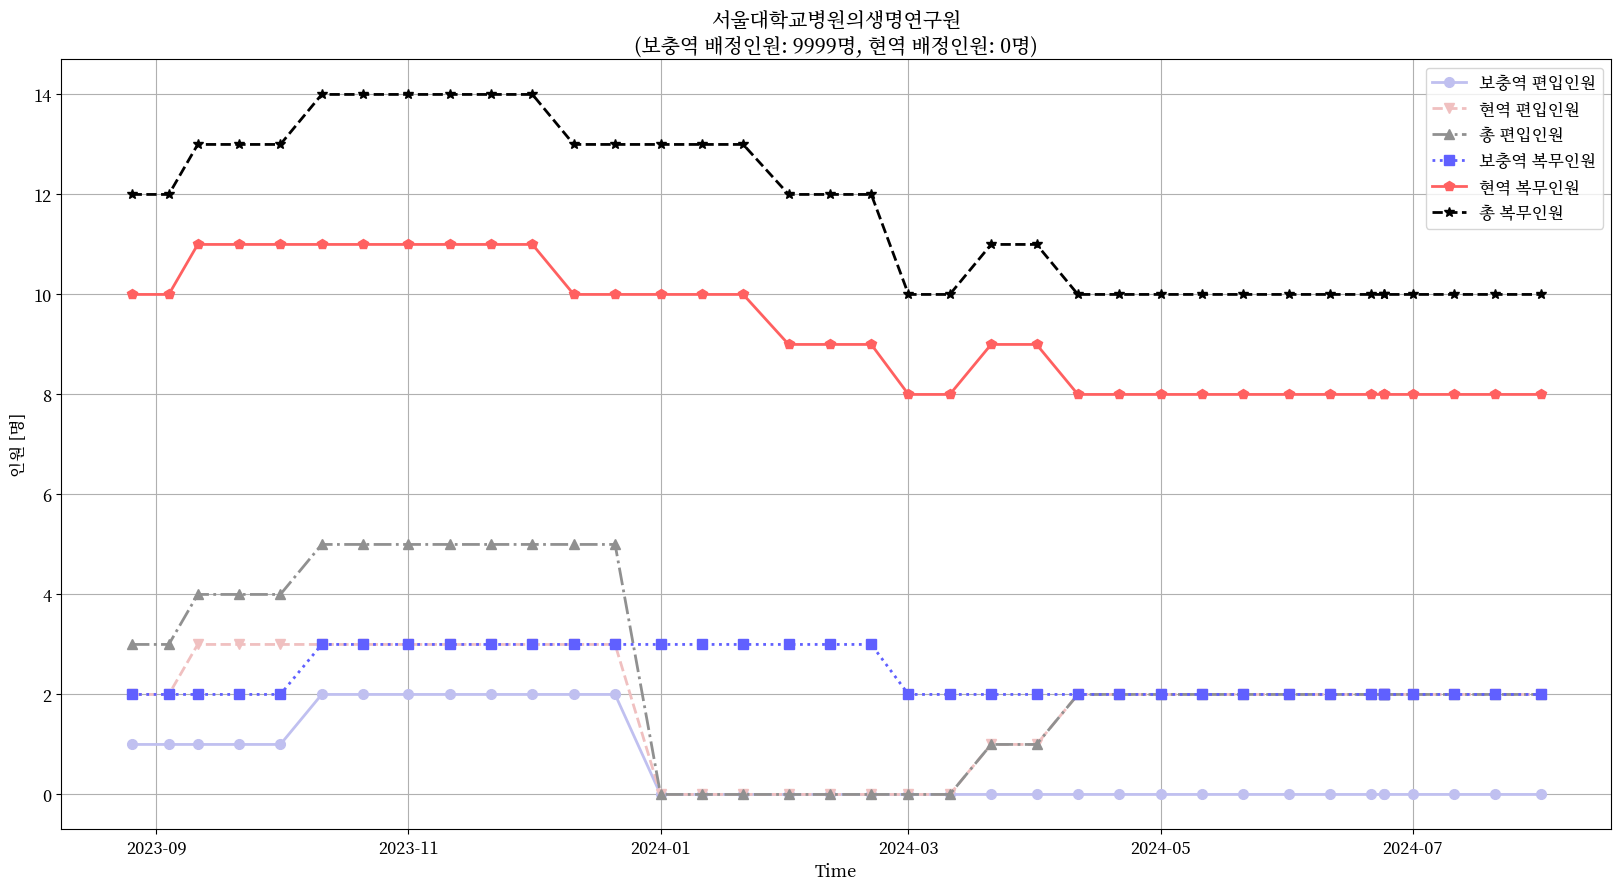 서울대학교병원의생명연구원
(보충역 배정인원: 9999명, 현역 배정인원: 0명)
보충역 편입인원
현역 편입인원
총 편입인원
보충역 복무인원
현역 복무인원
총 복무인원
14
12
10
8
6
4
2
0
인원 [명]
2023-09
2023-11
2024-01
2024-03
2024-05
2024-07
Time